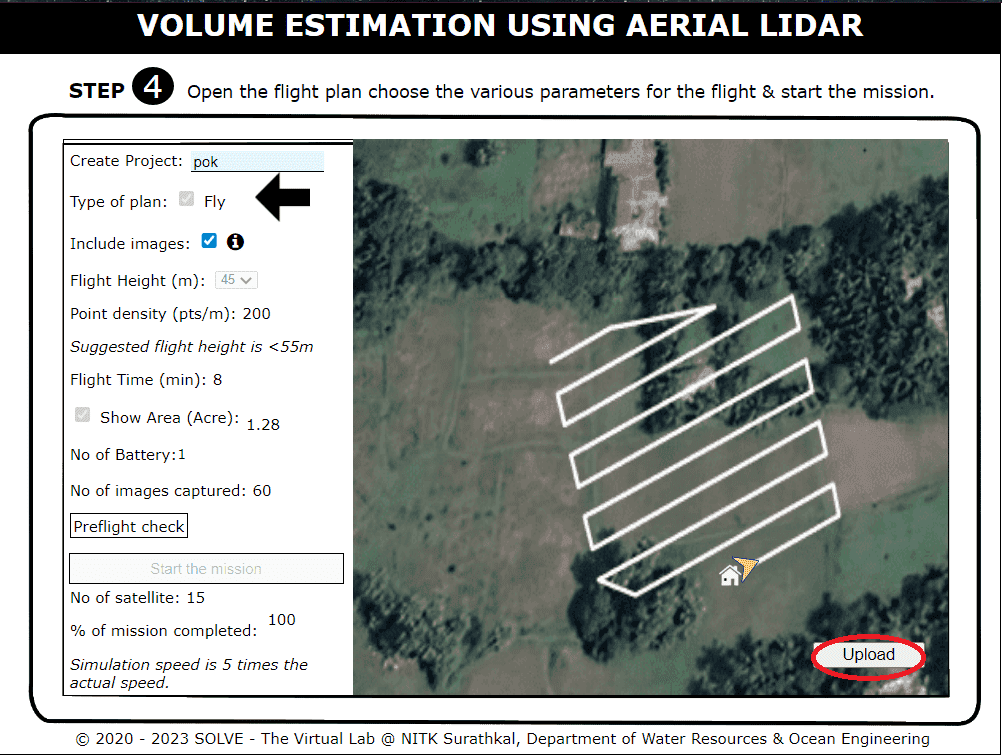 VOLUME ESTIMATION USING AERIAL LIDAR
STEP 4 Open the flight plan choose the various parameters for the flight & start the mission.
Create Project: pok
Type of plan: Fly
Include images:
Flight Height (m): 45
Point density (pts/m): 200
Suggested flight height is <55m
Flight Time (min): 8
Show Area (Acre): 1.28
No of Battery:1
No of images captured: 60
Preflight check
Start the mission
No of satellite: 15
% of mission completed: 100
Simulation speed is 5 times the
actual speed.
Upload
© 2020 - 2023 SOLVE - The Virtual Lab @ NITK Surathkal, Department of Water Resources & Ocean Engineering